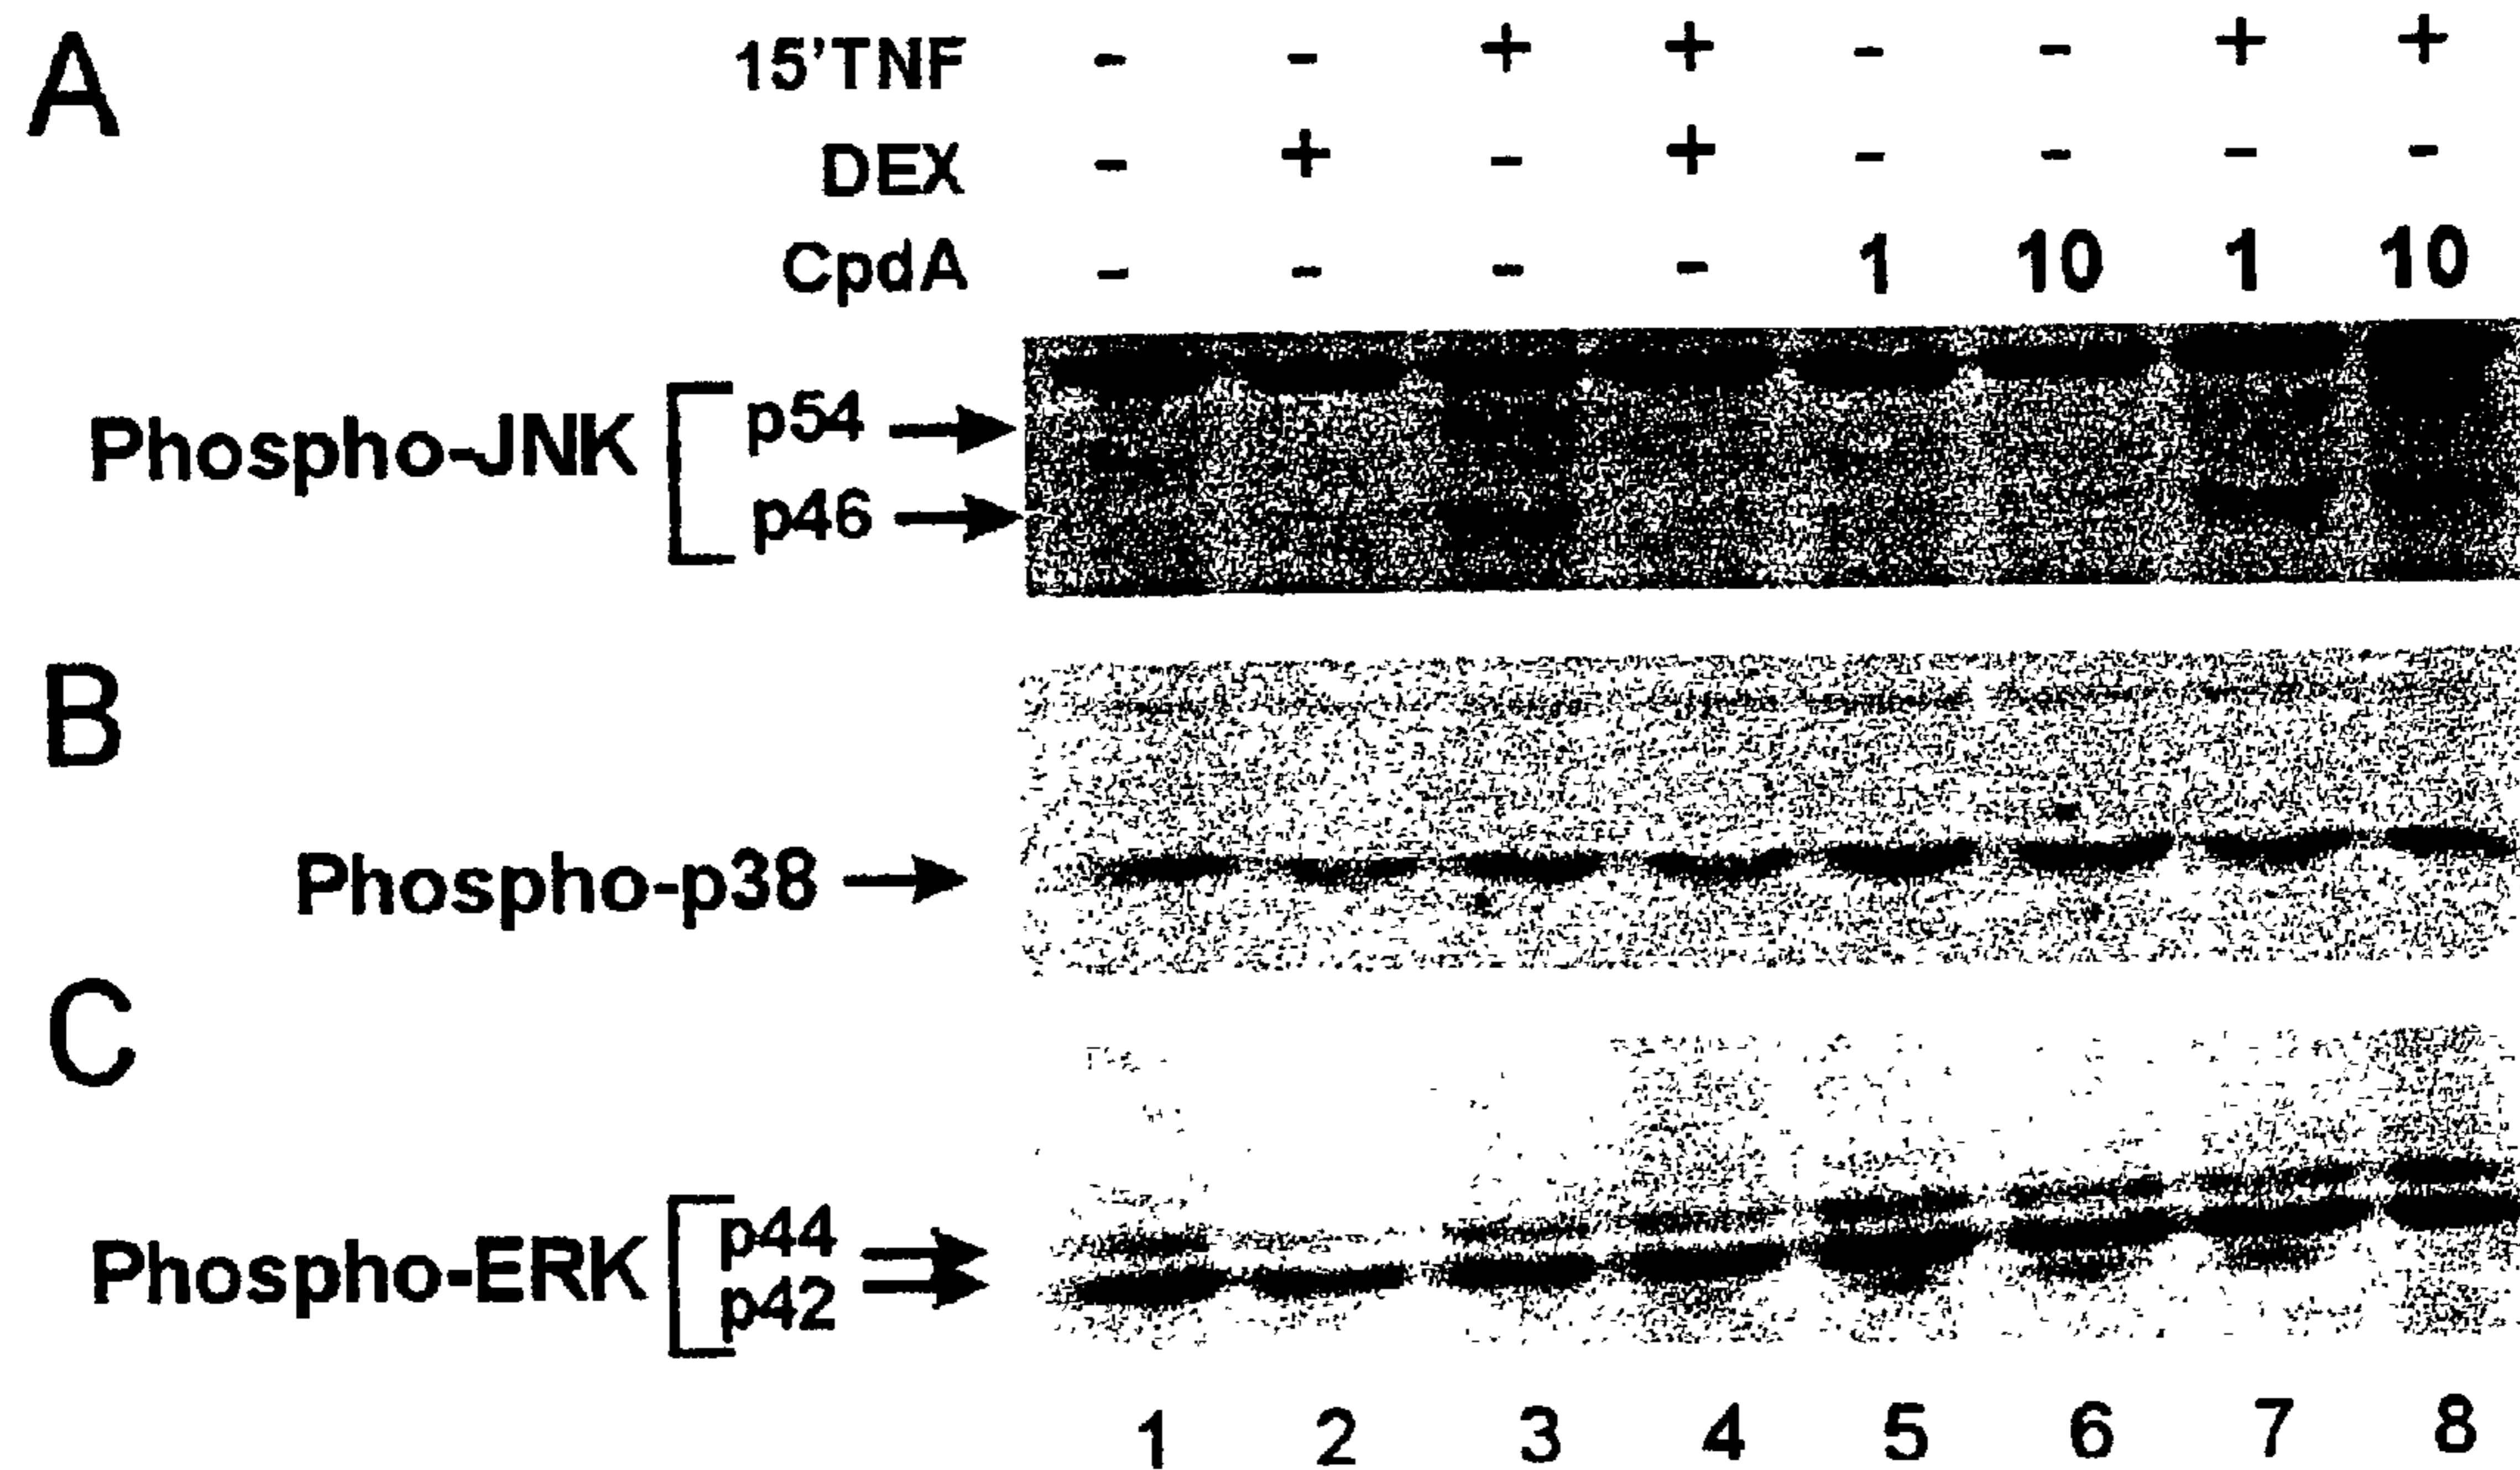 A
15'TNF - - + + - - + +
DEX - + - + - - - -
CpdA - - - - 1 10 1 10
Phospho-JNK
p54
p46
B
Phospho-p38
C
Phospho-ERK
p44
p42
1 2 3 4 5 6 7 8